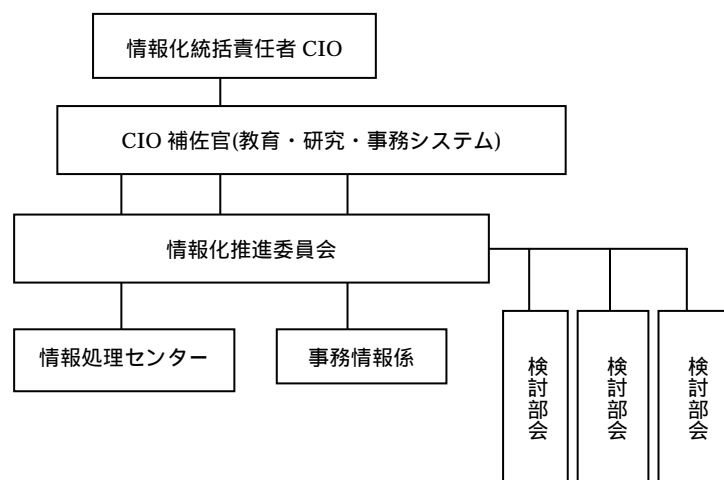 情報化統括責任者 CIO
CIO 補佐官(教育・研究・事務システム)
情報化推進委員会
情報処理センター
事務情報係
検討部会
検討部会
検討部会